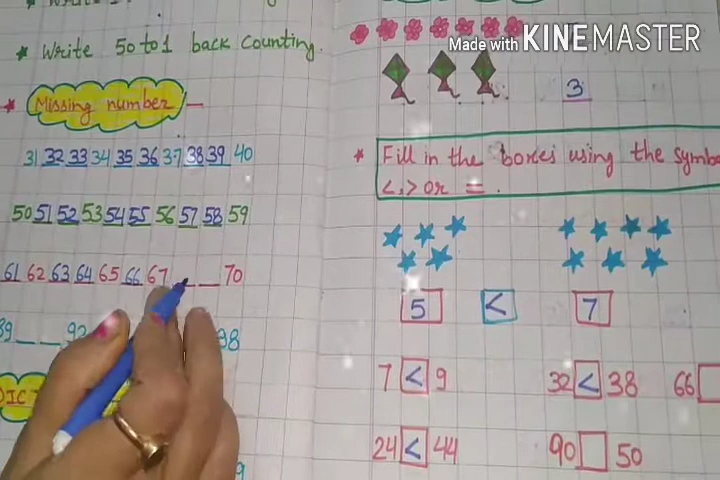 * Write 50 to 1 back counting.
* Missing number —
31 32 33 34 35 36 37 38 39 40
50 51 52 53 54 55 56 57 58 59
61 62 63 64 65 66 67 _ _ 70
89 _ _ 92
98
Made with KINEMASTER
3
* Fill in the boxes using the symbo
<, > or =.
5 < 7
7 < 9 32 < 38 66
24 < 44 90 50